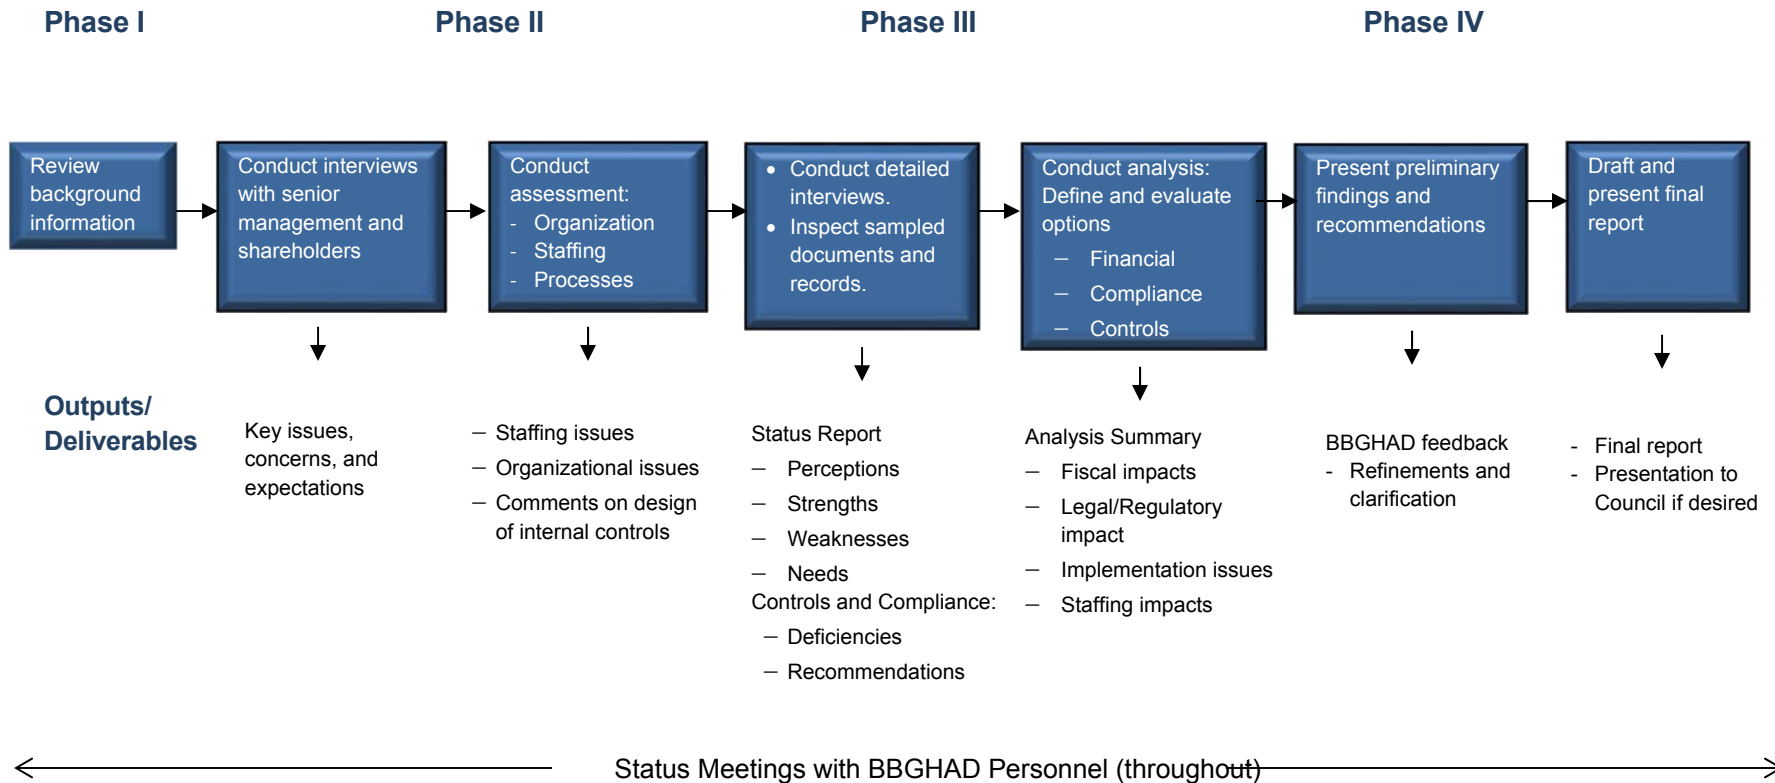 Phase I
Phase II
Phase III
Phase IV
Review
background
information
Conduct interviews
with senior
management and
shareholders
Conduct
assessment:
- Organization
- Staffing
- Processes
• Conduct detailed
interviews.
• Inspect sampled
documents and
records.
Conduct analysis:
Define and evaluate
options
– Financial
– Compliance
– Controls
Present preliminary
findings and
recommendations
Draft and
present final
report
Outputs/
Deliverables
Key issues,
concerns, and
expectations
– Staffing issues
– Organizational issues
– Comments on design
of internal controls
Status Report
– Perceptions
– Strengths
– Weaknesses
– Needs
Controls and Compliance:
– Deficiencies
– Recommendations
Analysis Summary
– Fiscal impacts
– Legal/Regulatory
impact
– Implementation issues
– Staffing impacts
BBGHAD feedback
- Refinements and
clarification
- Final report
- Presentation to
Council if desired
Status Meetings with BBGHAD Personnel (throughout)